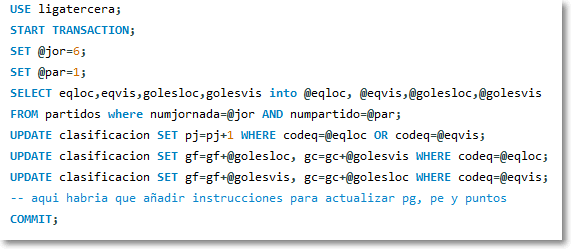 USE ligatercera;
START TRANSACTION;
SET @jor=6;
SET @par=1;
SELECT eqloc,eqvis,golesloc,golesvis into @eqloc, @eqvis,@golesloc,@golesvis
FROM partidos where numjornada=@jor AND numpartido=@par;
UPDATE clasificacion SET pj=pj+1 WHERE codeq=@eqloc OR codeq=@eqvis;
UPDATE clasificacion SET gf=gf+@golesloc, gc=gc+@golesvis WHERE codeq=@eqloc;
UPDATE clasificacion SET gf=gf+@golesvis, gc=gc+@golesloc WHERE codeq=@eqvis;
-- aqui habria que añadir instrucciones para actualizar pg, pe y puntos
COMMIT;